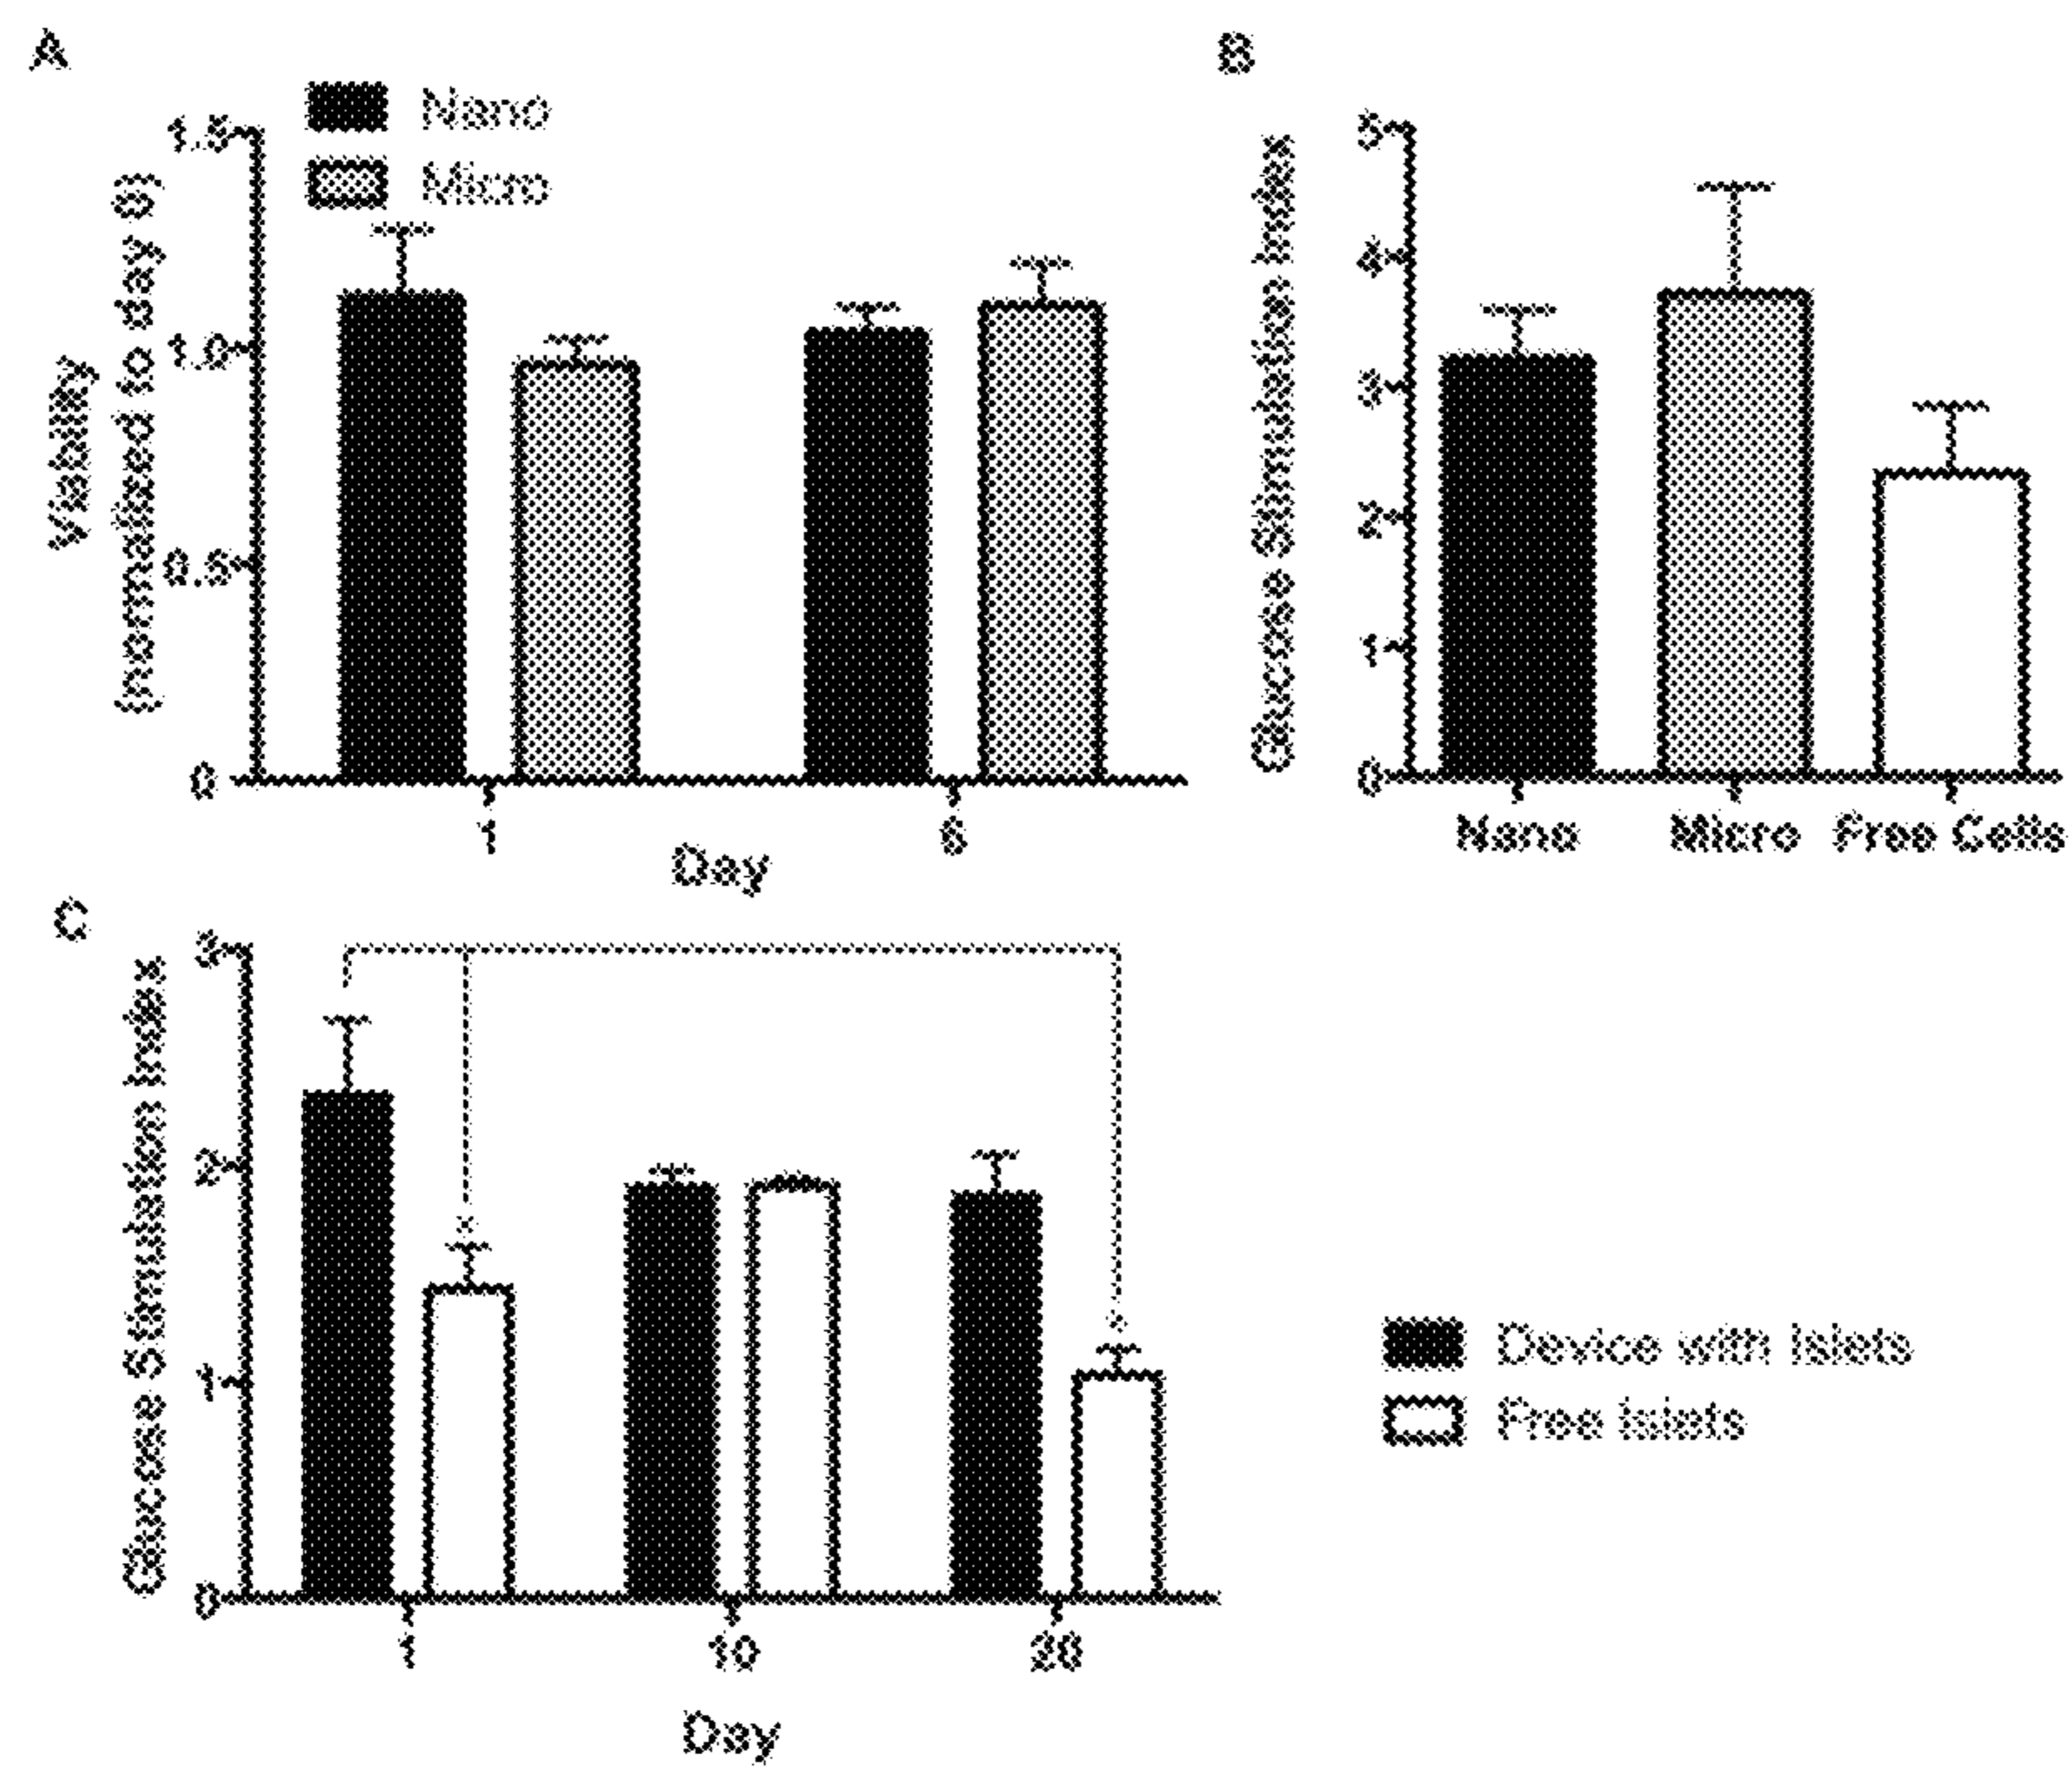 A
Nano
Micro
Viability
(normalized to day 0)
1.5
1.0
0.5
0
1
6
Day
B
Glucose Stimulation Index
5
4
3
2
1
0
Nano
Micro
Free Cells
C
Glucose Stimulation Index
3
2
1
0
*
*
1
10
20
Day
Device with Islets
Free Islets